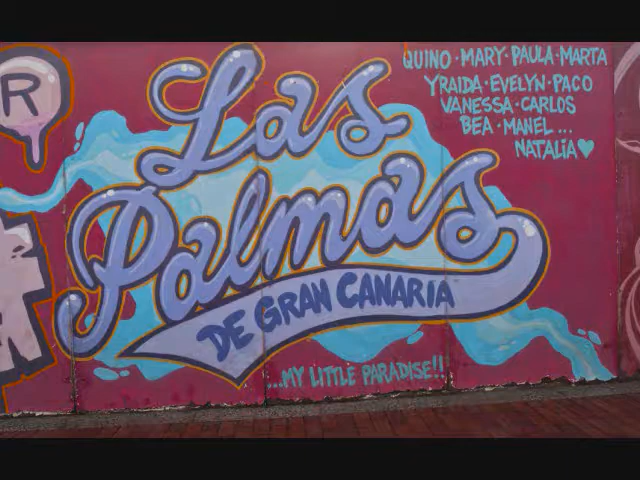 R
QUINO · MARY · PAULA · MARTA
YRAIDA · EVELYN · PACO
VANESSA · CARLOS
BEA · MANEL ...
NATALIA♥
Las
Palmas
DE GRAN CANARIA
...MY LITTLE PARADISE!!